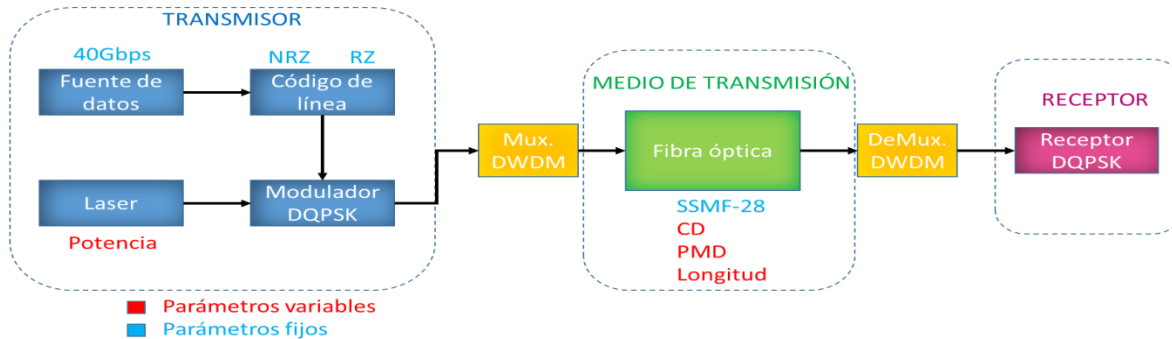 TRANSMISOR
40Gbps
NRZ RZ
Fuente de
datos
Código de
línea
Laser
Potencia
Modulador
DQPSK
Mux.
DWDM
MEDIO DE TRANSMISIÓN
Fibra óptica
SSMF-28
CD
PMD
Longitud
DeMux.
DWDM
RECEPTOR
Receptor
DQPSK
Parámetros variables
Parámetros fijos